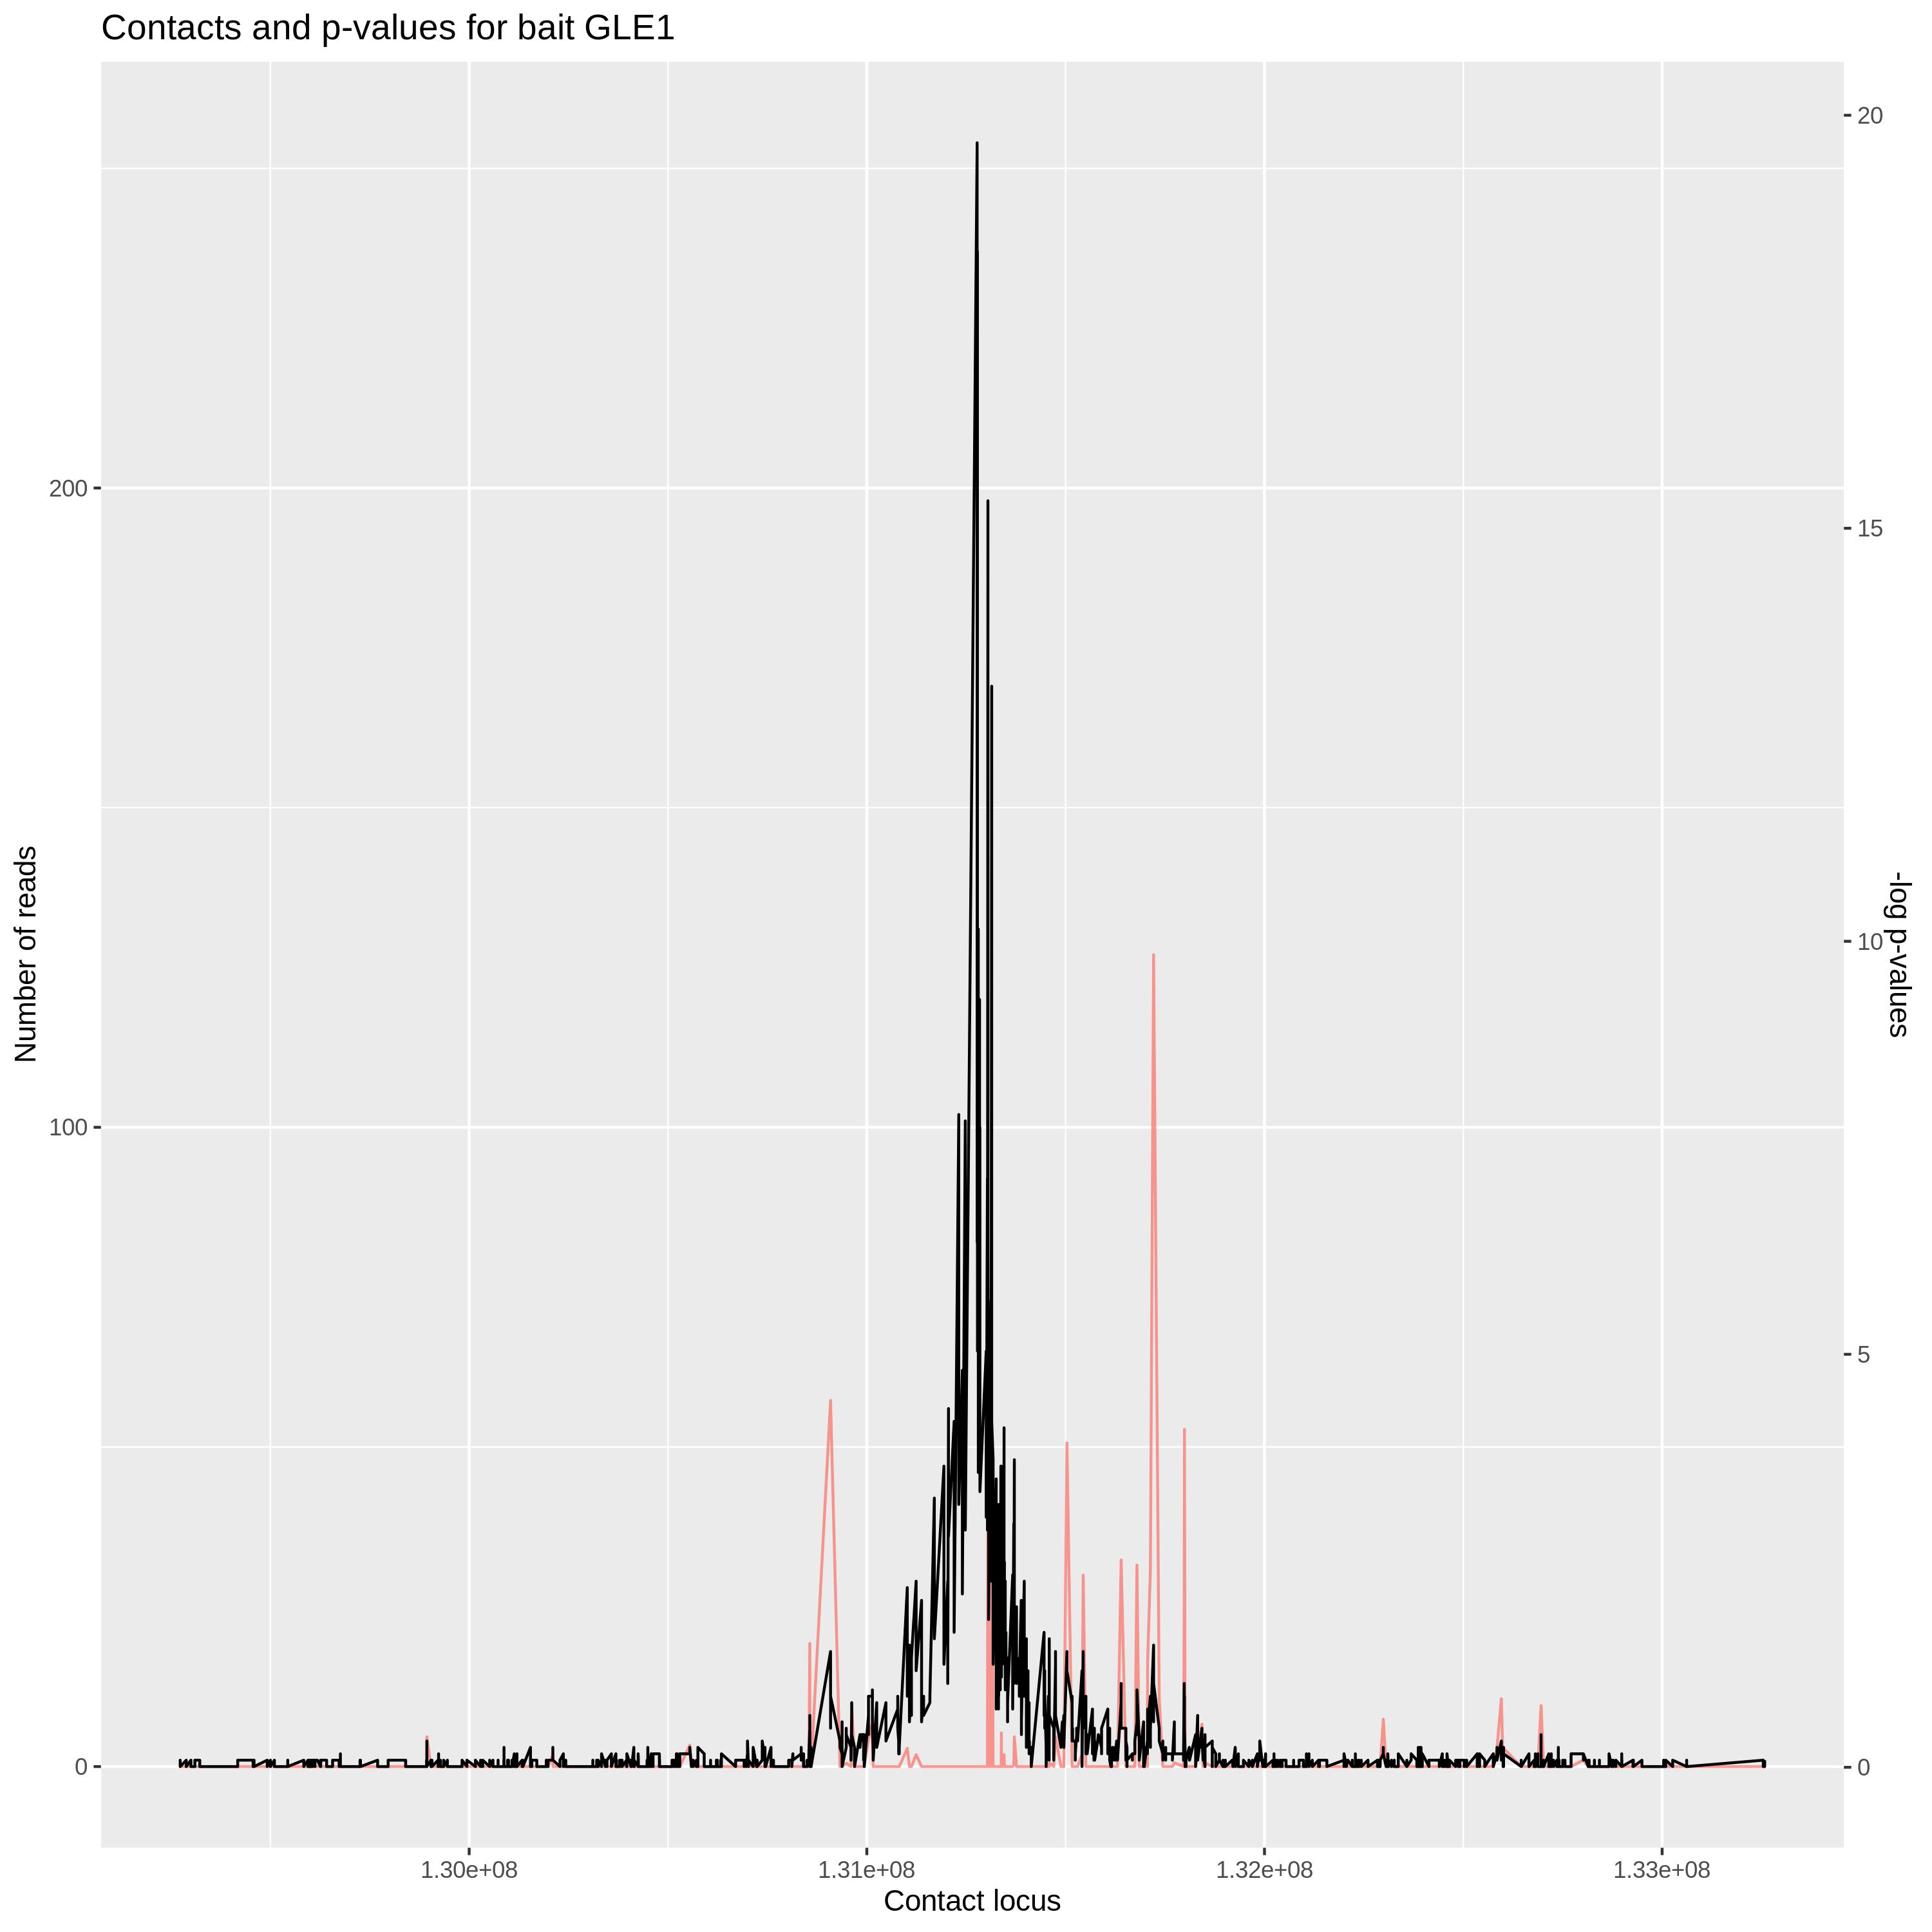 Contacts and p-values for bait GLE1
Number of reads
200
100
0
20
15
10
5
0
-log p-values
1.30e+08
1.31e+08
1.32e+08
1.33e+08
Contact locus